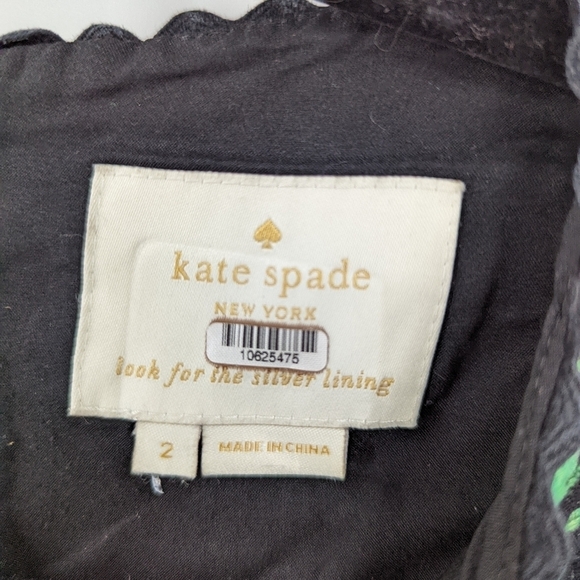 kate spade
NEW YORK
10625475
look for the silver lining
2
MADE IN CHINA